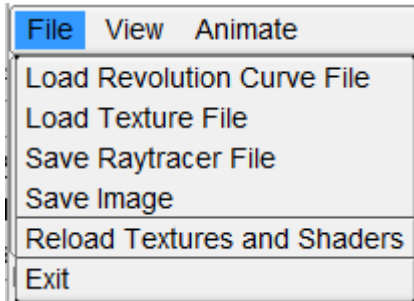 File View Animate
Load Revolution Curve File
Load Texture File
Save Raytracer File
Save Image
Reload Textures and Shaders
Exit